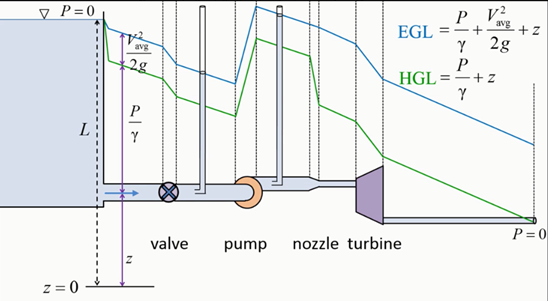 P = 0
EGL = P/γ + V²avg/2g + z
V²avg/2g
HGL = P/γ + z
P/γ
L
z
valve pump nozzle turbine
P = 0
z = 0